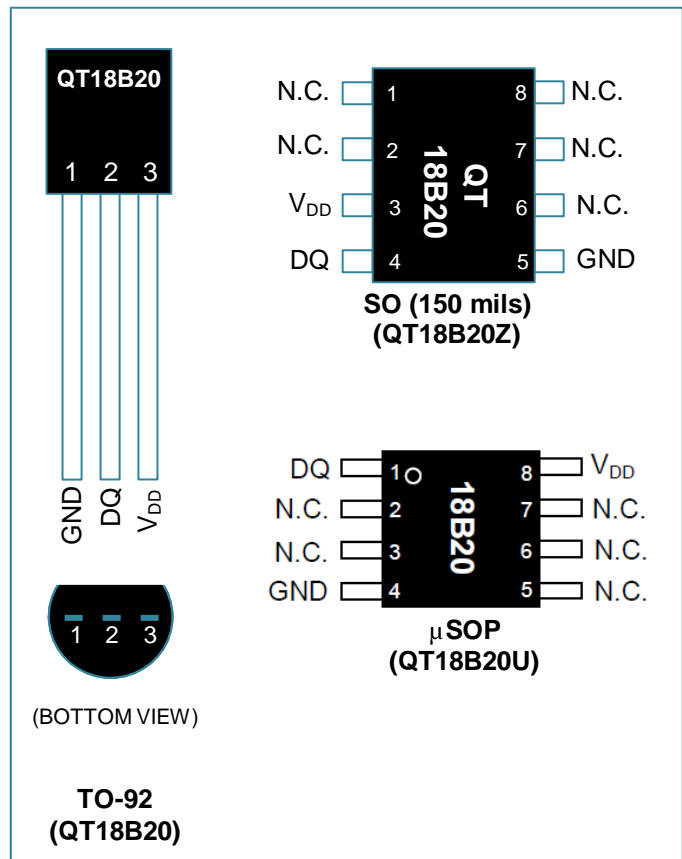 QT18B20
1 2 3
GND
DQ
VDD
1 2 3
(BOTTOM VIEW)
TO-92
(QT18B20)
N.C. 1 8 N.C.
N.C. 2 7 N.C.
VDD 3 6 N.C.
DQ 4 5 GND
QT
18B20
SO (150 mils)
(QT18B20Z)
DQ 1 8 VDD
N.C. 2 7 N.C.
N.C. 3 6 N.C.
GND 4 5 N.C.
18B20
μSOP
(QT18B20U)